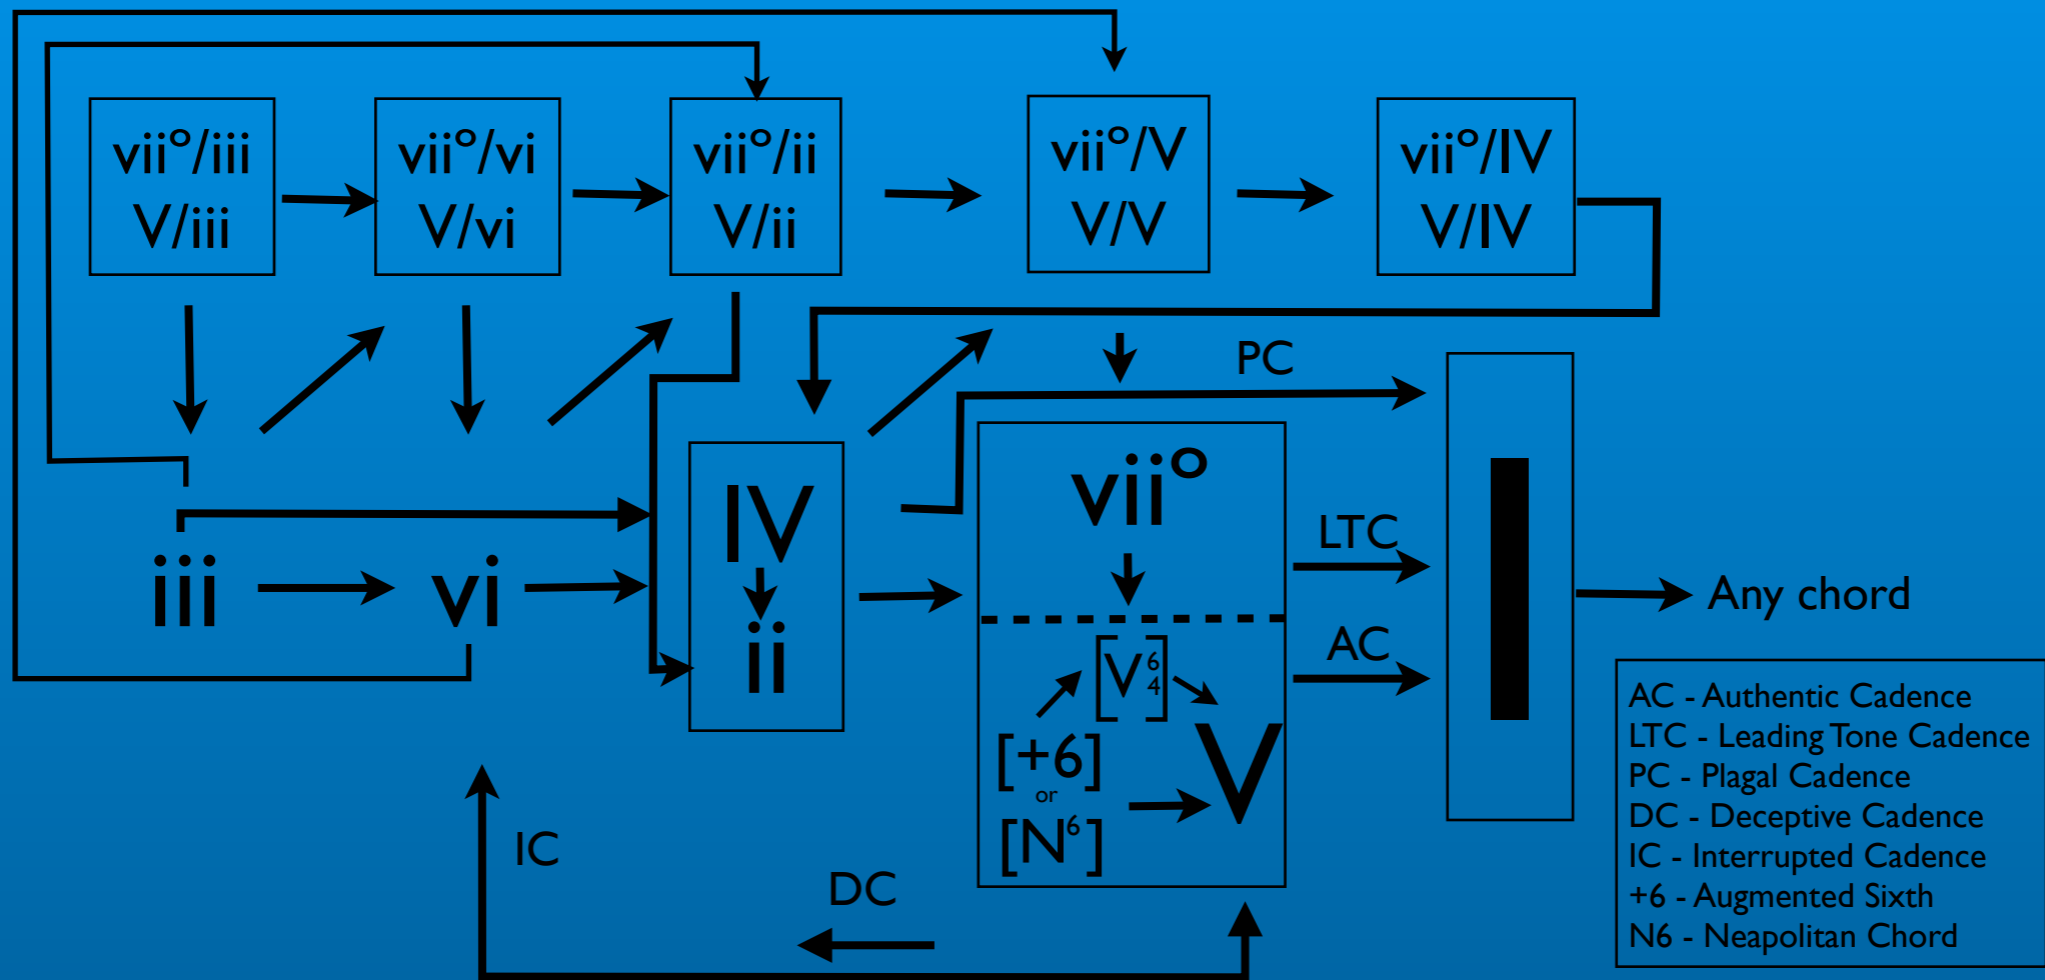 vii°/iii
V/iii
vii°/vi
V/vi
vii°/ii
V/ii
vii°/V
V/V
vii°/IV
V/IV
PC
iii
vi
IV
ii
vii°
[V⁶₄]
[+6]
or
[N⁶]
V
LTC
AC
I
Any chord
IC
DC
AC - Authentic Cadence
LTC - Leading Tone Cadence
PC - Plagal Cadence
DC - Deceptive Cadence
IC - Interrupted Cadence
+6 - Augmented Sixth
N6 - Neapolitan Chord